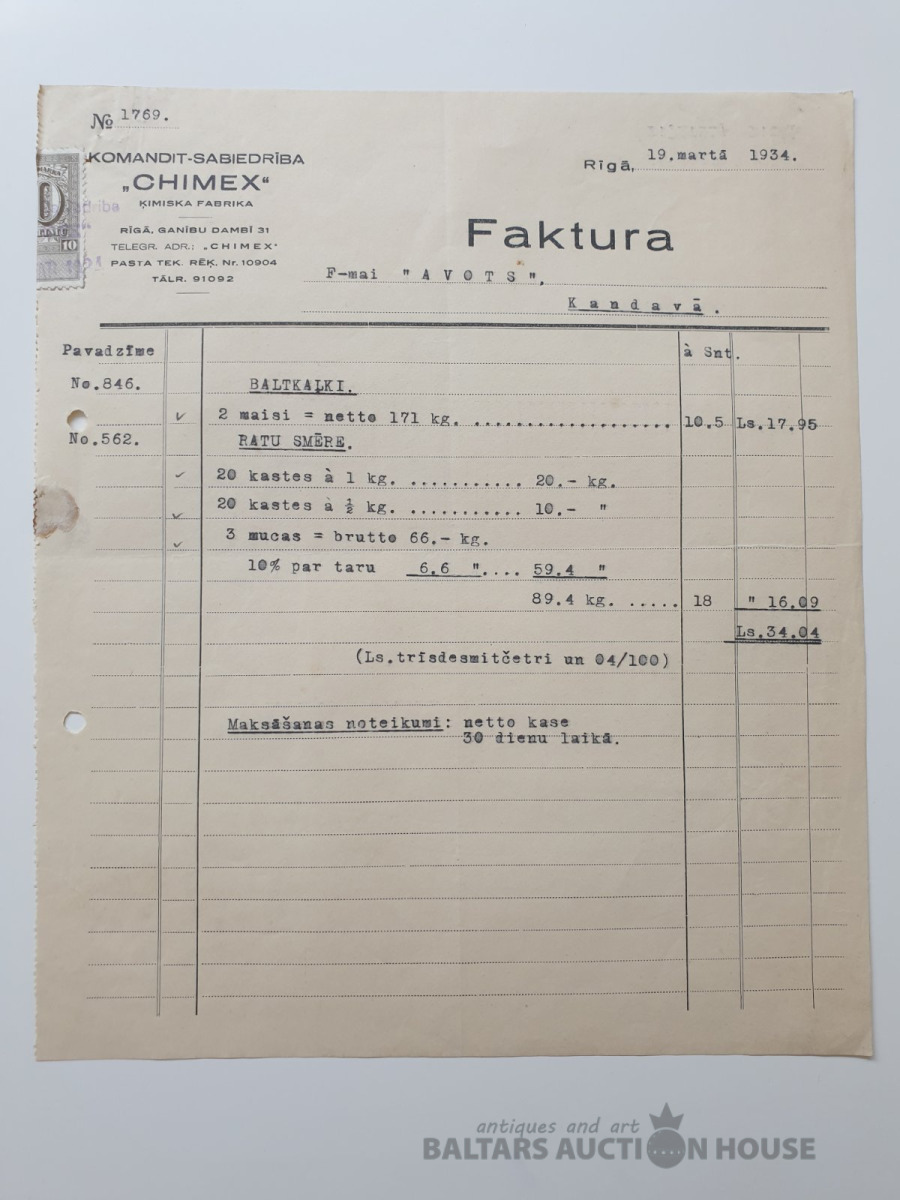 № 1769.
KOMANDIT-SABIEDRĪBA
„CHIMEX“
ĶIMISKA FABRIKA
RĪGĀ, GANĪBU DAMBĪ 31
TELEGR. ADR.: „CHIMEX“
PASTA TEK. RĒĶ. Nr. 10904
TĀLR. 91092
10
Rīgā, 19.martā 1934.
Faktura
F-mai "AVOTS",
Kandavā.
Pavadzīme à Snt.
No.846. BALTKAĻĶI.
2 maisi = netto 171 kg. .................... 10.5 Ls.17.95
No.562. RATU SMĒRE.
20 kastes à 1 kg. ........... 20.- kg.
20 kastes à ½ kg. ........... 10.- "
3 mucas = brutto 66.- kg.
10% par taru 6.6 ".... 59.4 "
89.4 kg. ..... 18 " 16.09
Ls.34.04
(Ls.trīsdesmitčetri un 04/100)
Maksāšanas noteikumi: netto kase
30 dienu laikā.
antiques and art
BALTARS AUCTION HOUSE